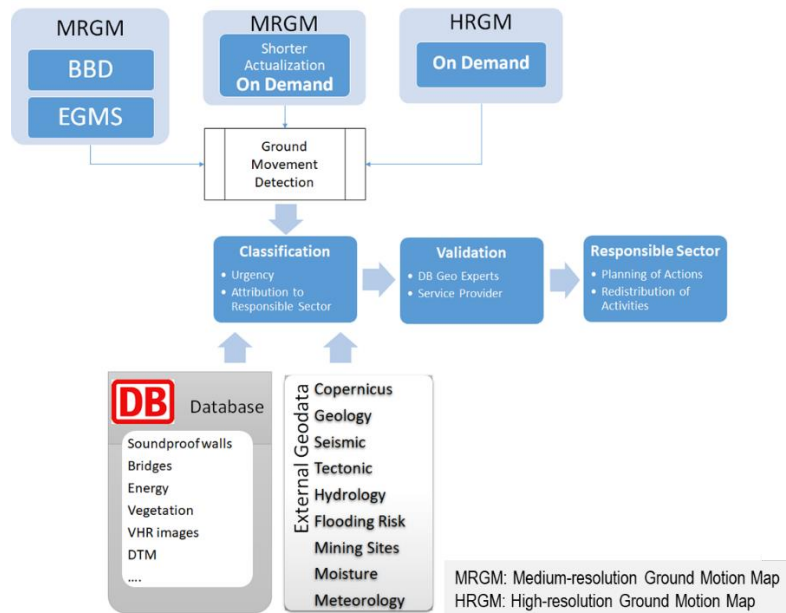 MRGM
BBD
EGMS
MRGM
Shorter
Actualization
On Demand
HRGM
On Demand
Ground
Movement
Detection
Classification
• Urgency
• Attribution to
Responsible Sector
Validation
• DB Geo Experts
• Service Provider
Responsible Sector
• Planning of Actions
• Redistribution of
Activities
DB Database
Soundproof walls
Bridges
Energy
Vegetation
VHR images
DTM
....
External Geodata
Copernicus
Geology
Seismic
Tectonic
Hydrology
Flooding Risk
Mining Sites
Moisture
Meteorology
MRGM: Medium-resolution Ground Motion Map
HRGM: High-resolution Ground Motion Map